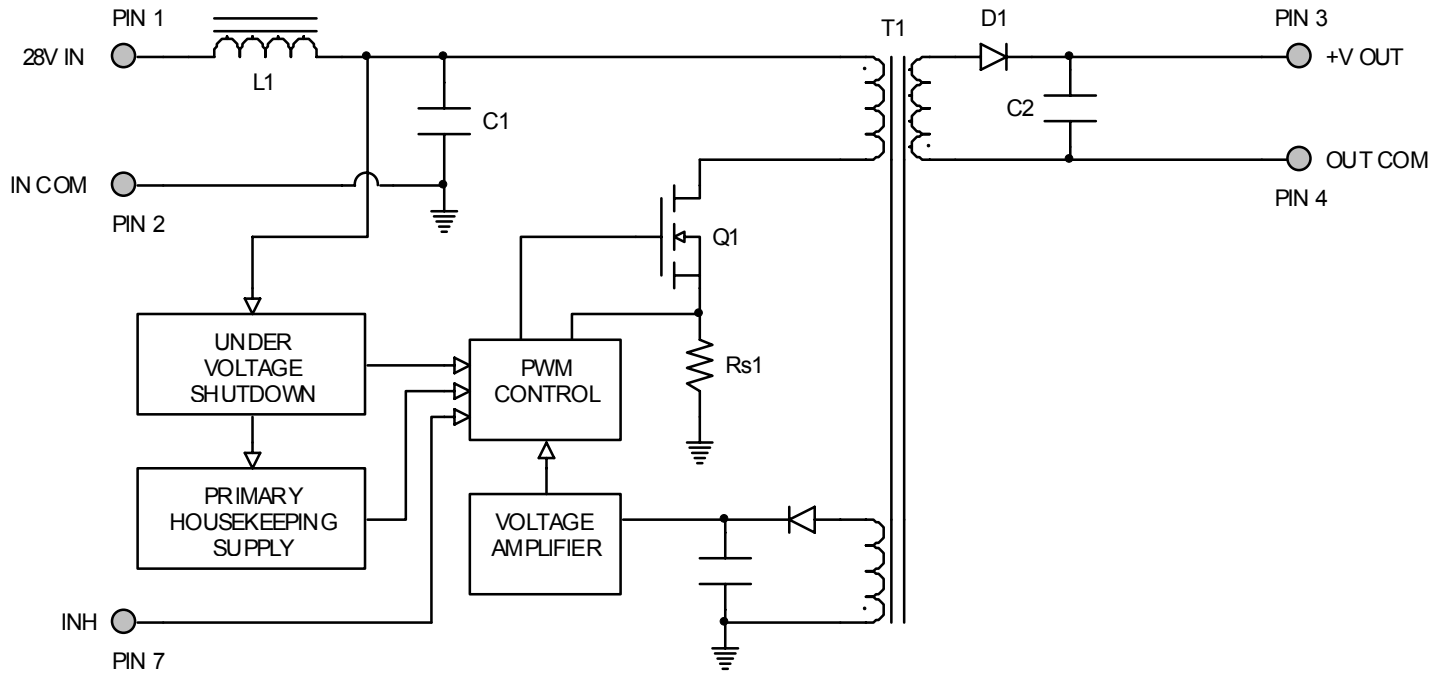 PIN 1
28V IN
L1
C1
IN COM
PIN 2
T1
D1
PIN 3
+V OUT
C2
OUT COM
PIN 4
Q1
UNDER
VOLTAGE
SHUTDOWN
PWM
CONTROL
Rs1
PRIMARY
HOUSEKEEPING
SUPPLY
VOLTAGE
AMPLIFIER
INH
PIN 7